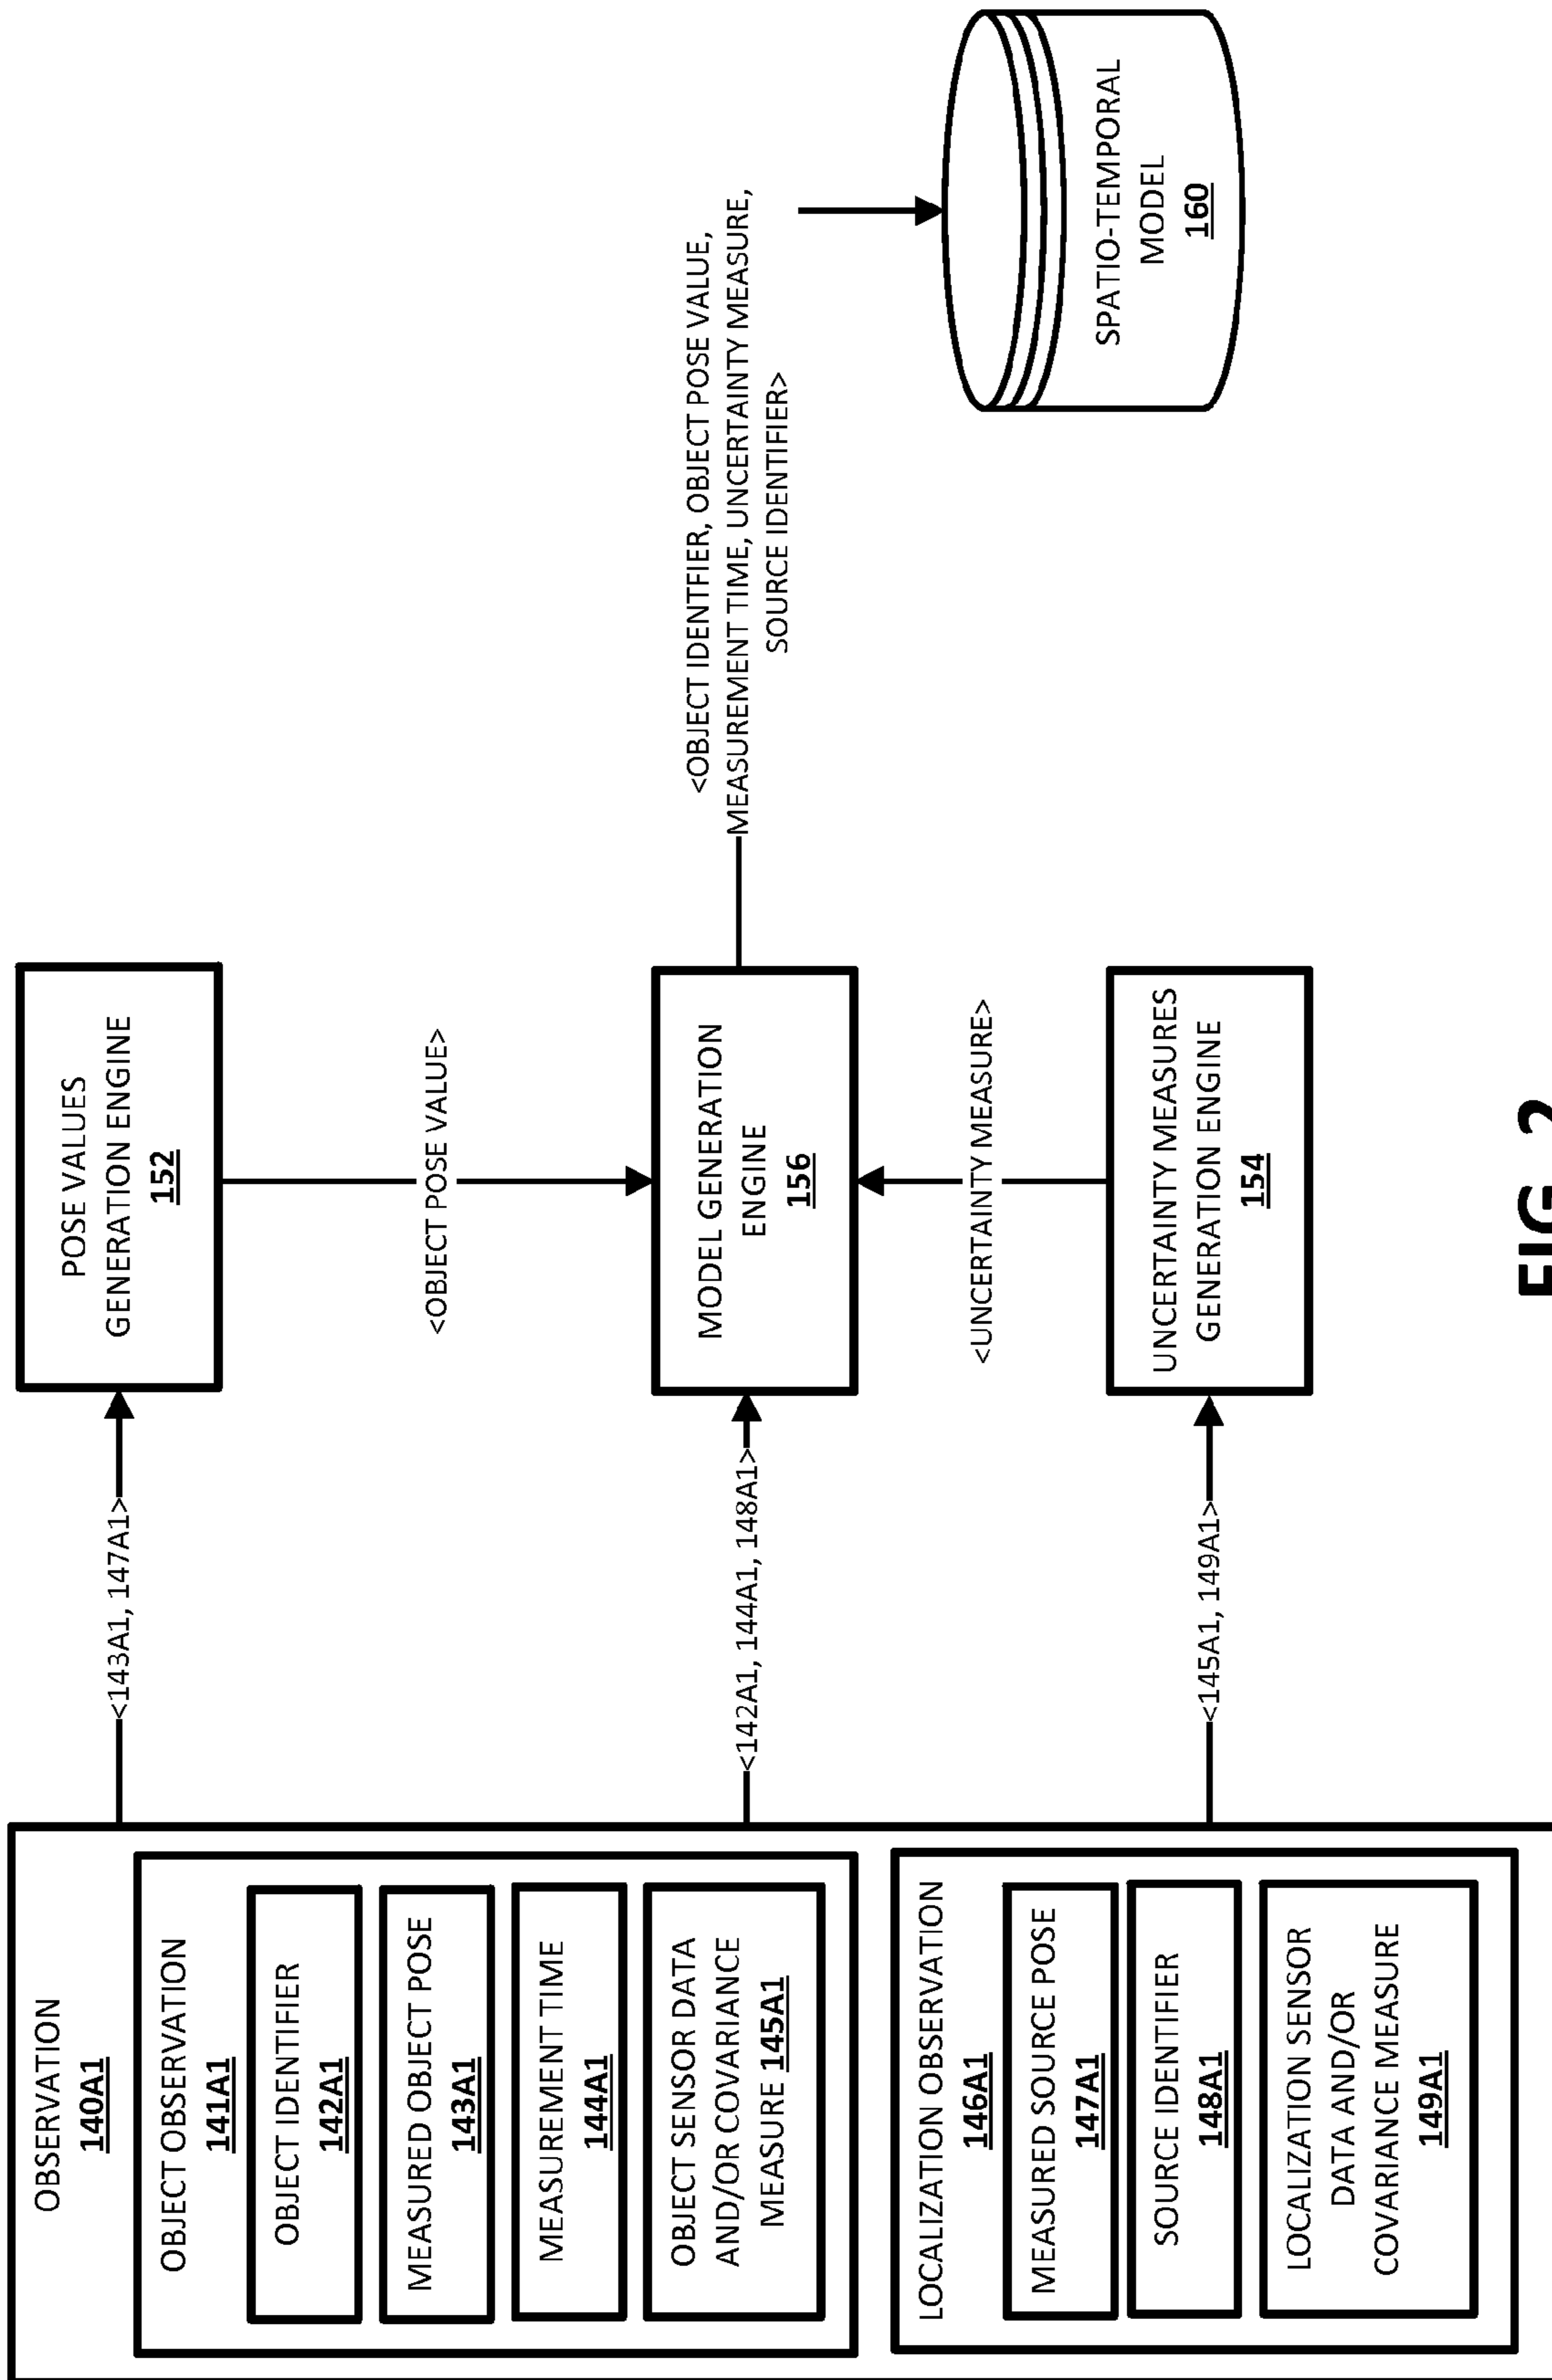 OBSERVATION
140A1
OBJECT OBSERVATION
141A1
OBJECT IDENTIFIER
142A1
MEASURED OBJECT POSE
143A1
MEASUREMENT TIME
144A1
OBJECT SENSOR DATA
AND/OR COVARIANCE
MEASURE 145A1
LOCALIZATION OBSERVATION
146A1
MEASURED SOURCE POSE
147A1
SOURCE IDENTIFIER
148A1
LOCALIZATION SENSOR
DATA AND/OR
COVARIANCE MEASURE
149A1
<143A1, 147A1>
<142A1, 144A1, 148A1>
<145A1, 149A1>
POSE VALUES
GENERATION ENGINE
152
<OBJECT POSE VALUE>
MODEL GENERATION
ENGINE
156
<UNCERTAINTY MEASURE>
UNCERTAINTY MEASURES
GENERATION ENGINE
154
<OBJECT IDENTFIER, OBJECT POSE VALUE,
MEASUREMENT TIME, UNCERTAINTY MEASURE,
SOURCE IDENTIFIER>
SPATIO-TEMPORAL
MODEL
160
FIG. 2